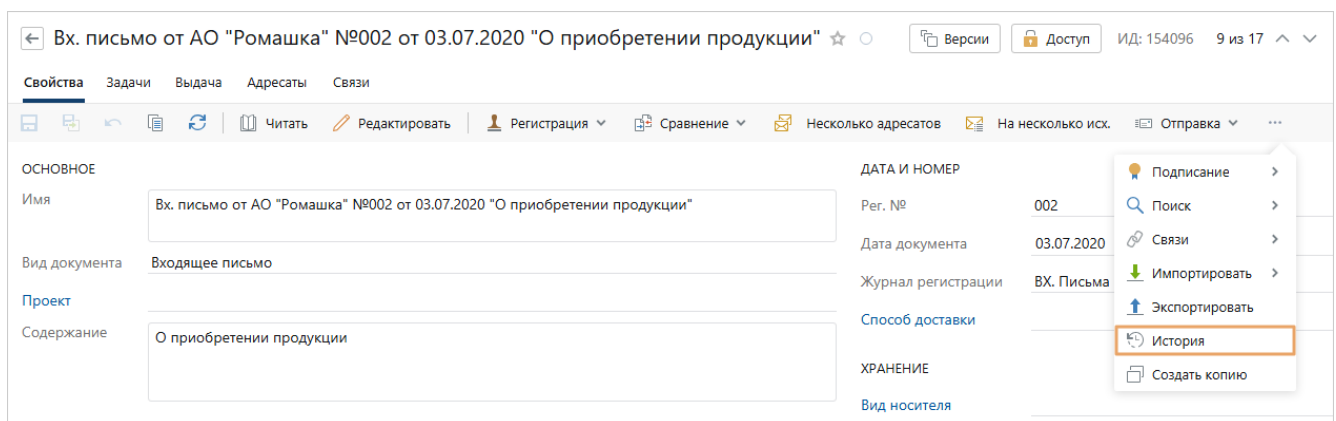 Вх. письмо от АО "Ромашка" №002 от 03.07.2020 "О приобретении продукции"
Версии
Доступ
ИД: 154096
9 из 17
Свойства Задачи Выдача Адресаты Связи
Читать Редактировать Регистрация Сравнение Несколько адресатов На несколько исх. Отправка ...
ОСНОВНОЕ
Имя
Вх. письмо от АО "Ромашка" №002 от 03.07.2020 "О приобретении продукции"
Вид документа
Входящее письмо
Проект
Содержание
О приобретении продукции
ДАТА И НОМЕР
Рег. №
002
Дата документа
03.07.2020
Журнал регистрации
ВХ. Письма
Способ доставки
ХРАНЕНИЕ
Вид носителя
Подписание
Поиск
Связи
Импортировать
Экспортировать
История
Создать копию